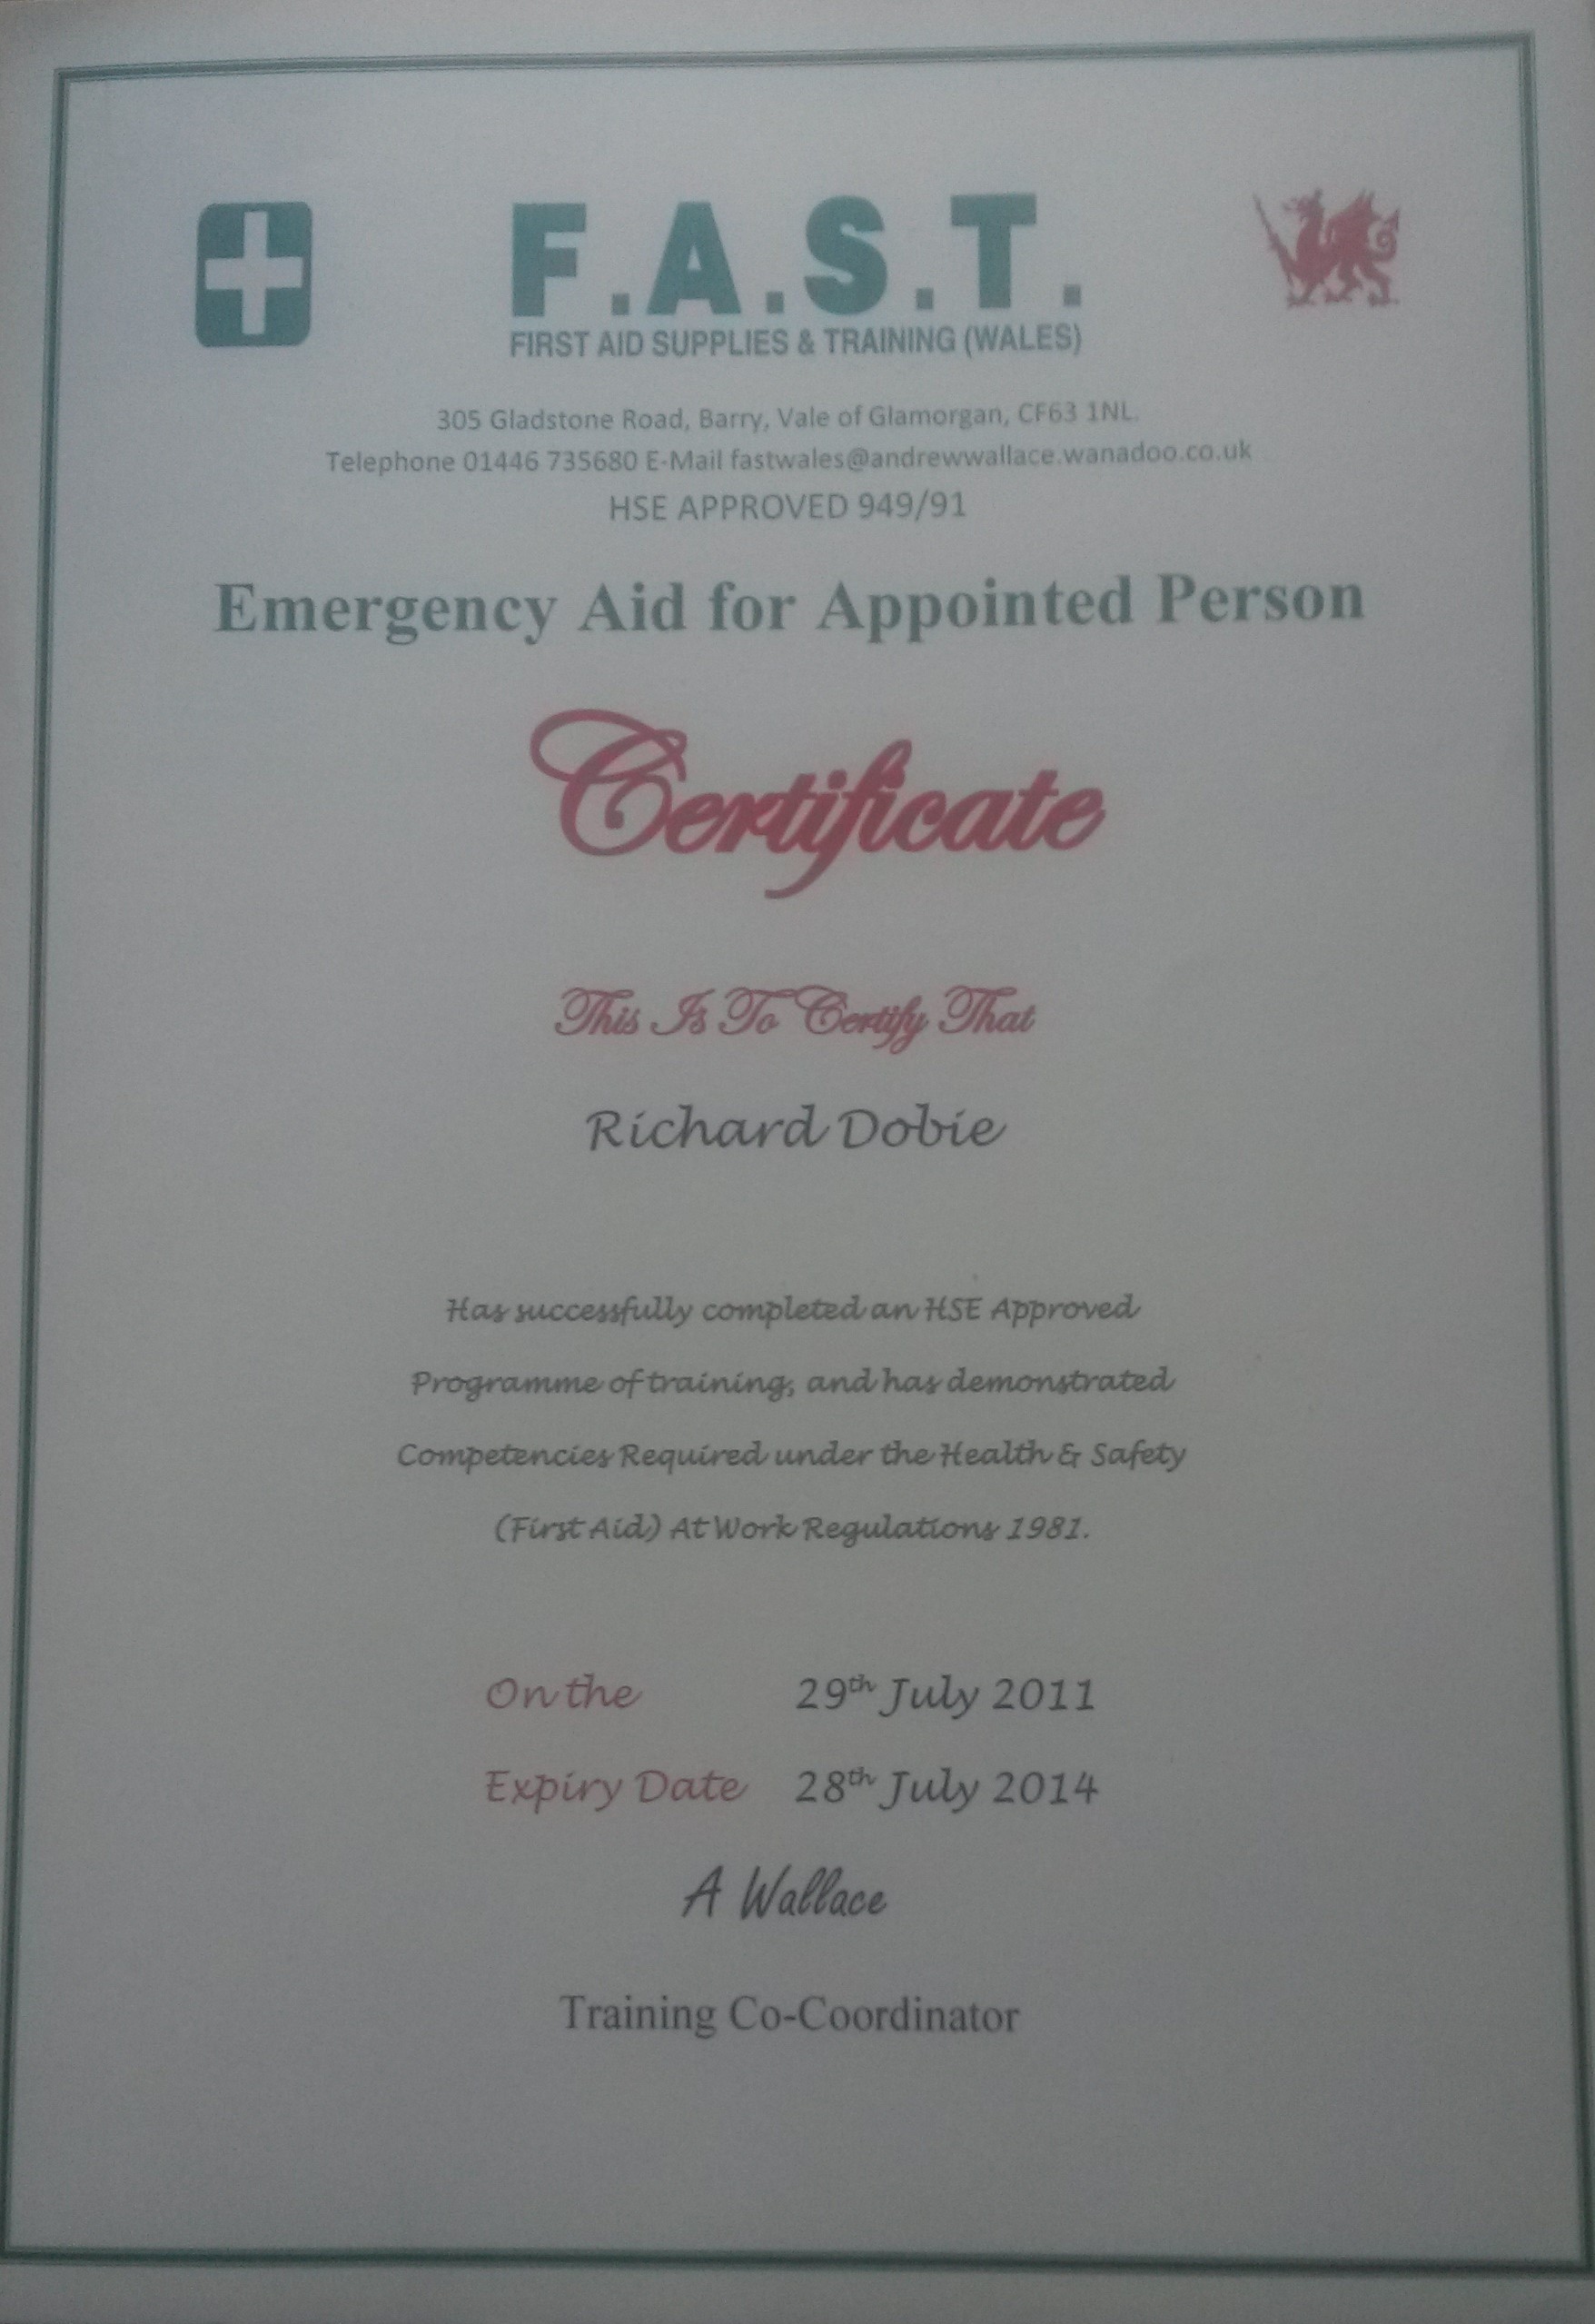 F.A.S.T.
FIRST AID SUPPLIES & TRAINING (WALES)
305 Gladstone Road, Barry, Vale of Glamorgan, CF63 1NL.
Telephone 01446 735680 E-Mail fastwales@andrewwallace.wanadoo.co.uk
HSE APPROVED 949/91
Emergency Aid for Appointed Person
Certificate
This Is To Certify That
Richard Dobie
Has successfully completed an HSE Approved
Programme of training, and has demonstrated
Competencies Required under the Health & Safety
(First Aid) At Work Regulations 1981.
On the 29th July 2011
Expiry Date 28th July 2014
A Wallace
Training Co-Coordinator